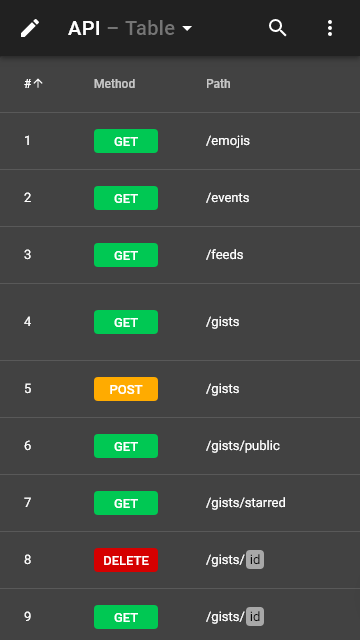 API – Table
# Method Path
1 GET /emojis
2 GET /events
3 GET /feeds
4 GET /gists
5 POST /gists
6 GET /gists/public
7 GET /gists/starred
8 DELETE /gists/ id
9 GET /gists/ id